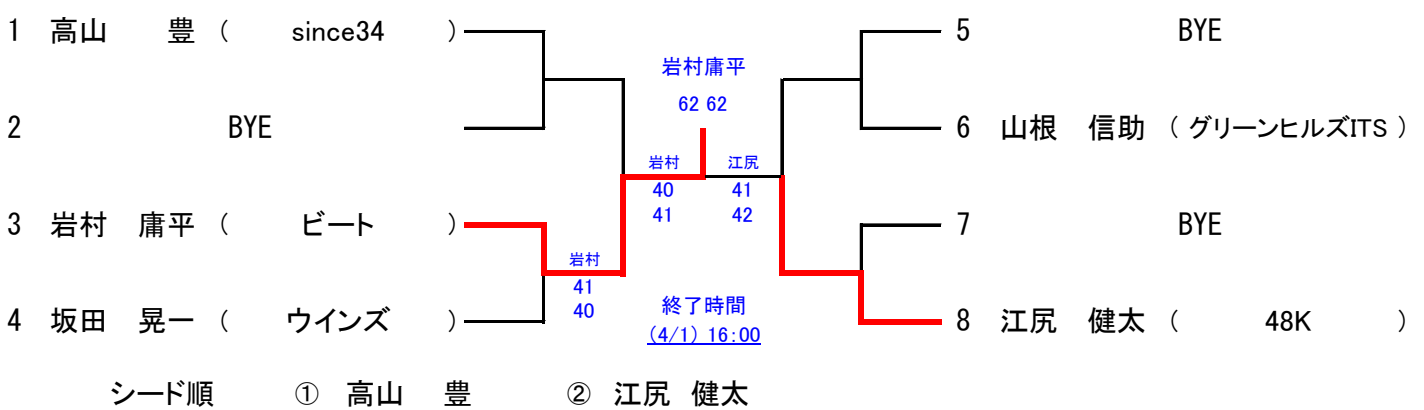 1 高山 豊 ( since34 )
2 BYE
3 岩村 庸平 ( ビート )
4 坂田 晃一 ( ウインズ )
岩村
41
40
岩村庸平
62 62
岩村
40
41
江尻
41
42
終了時間
(4/1) 16:00
5 BYE
6 山根 信助 ( グリーンヒルズITS )
7 BYE
8 江尻 健太 ( 48K )
シード順 ① 高山 豊 ② 江尻 健太